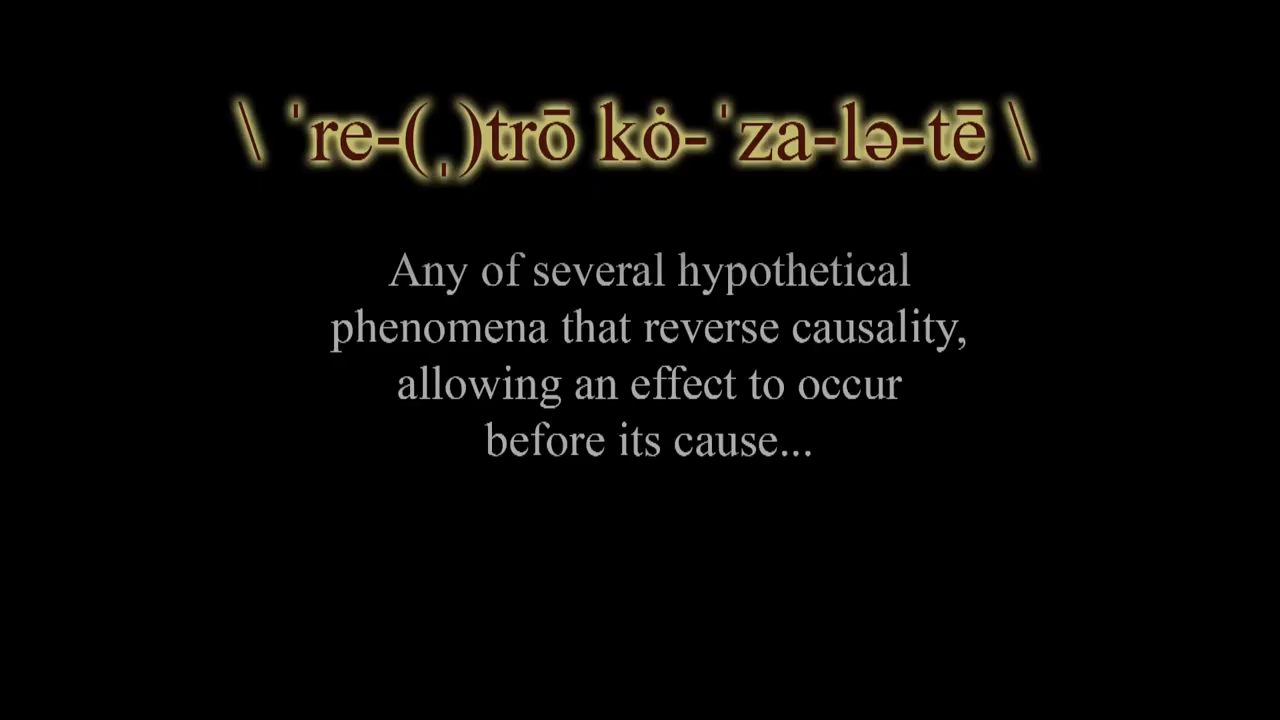 \ ˈre-(ˌ)trō kȯ-ˈza-lə-tē \
Any of several hypothetical
phenomena that reverse causality,
allowing an effect to occur
before its cause...